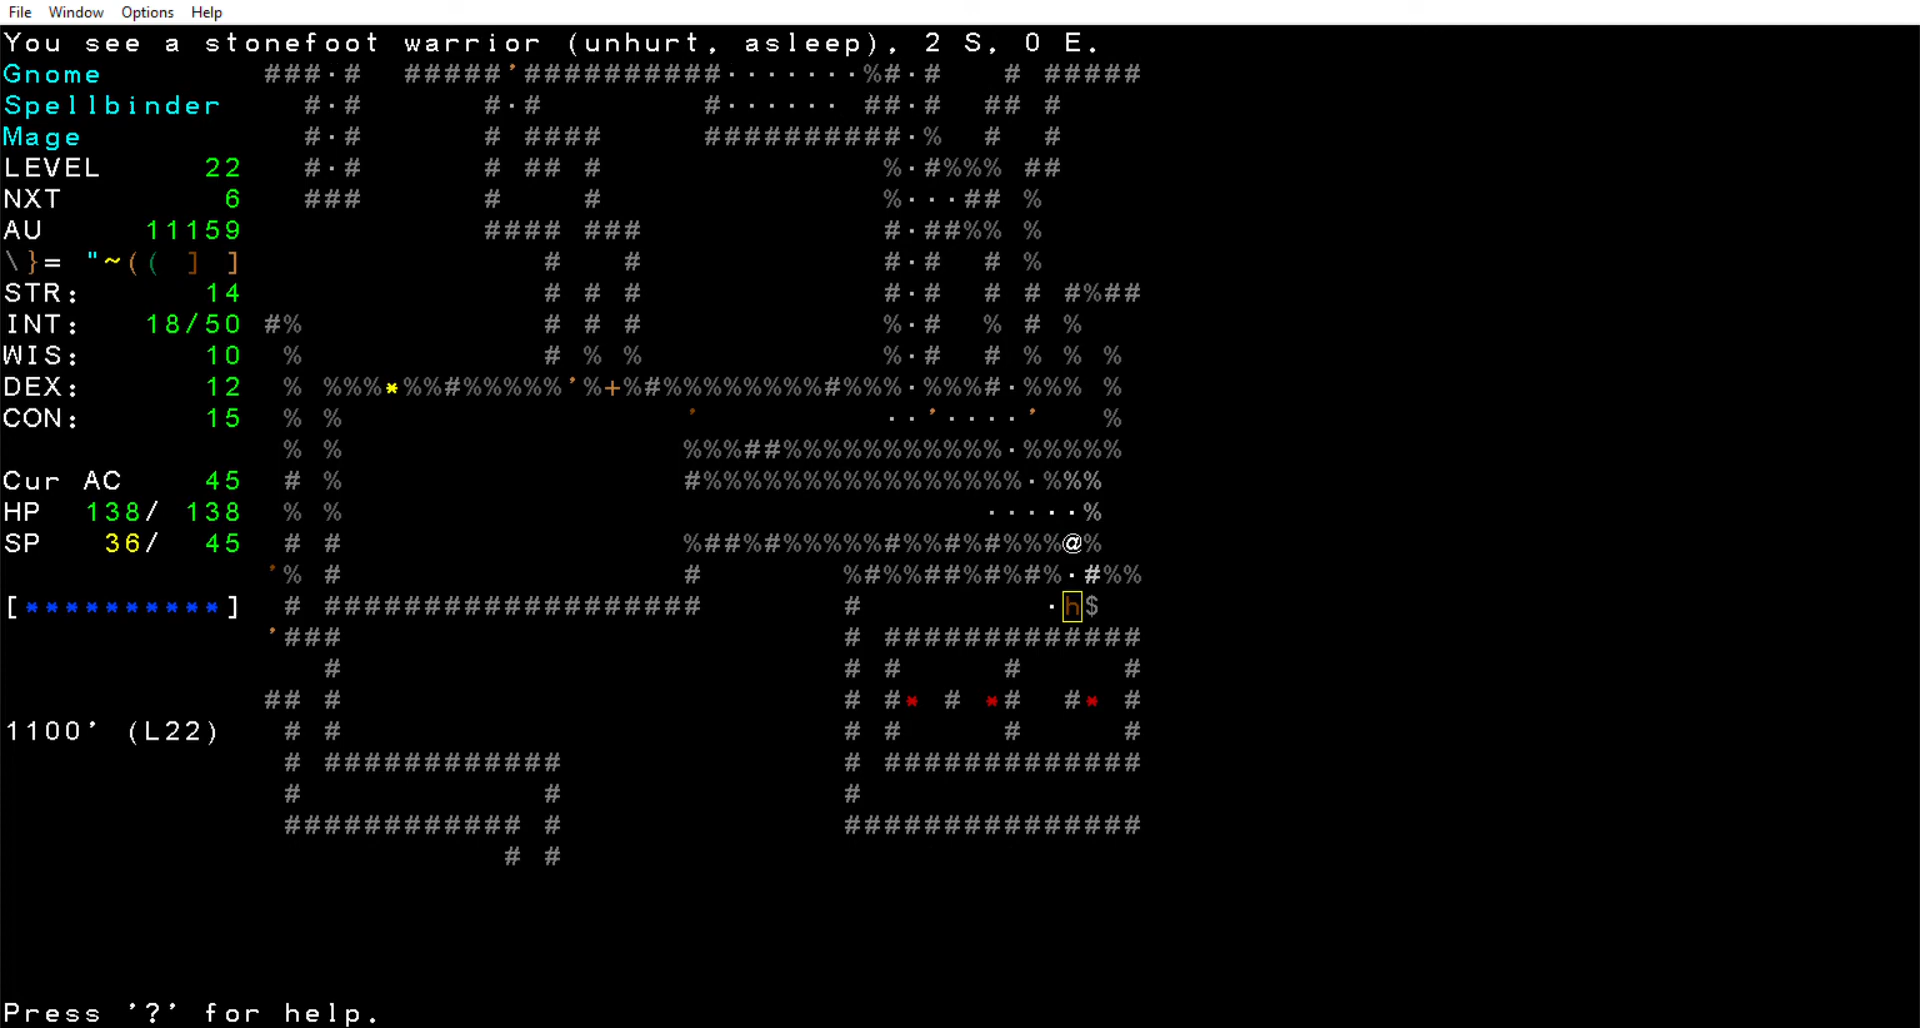 File Window Options Help
You see a stonefoot warrior (unhurt, asleep), 2 S, 0 E.
Gnome ###·# #####'##########·······%#·# # #####
Spellbinder #·# #·# #······ ##·# ## #
Mage #·# # #### ##########·% # #
LEVEL 22 #·# # ## # %·#%%% ##
NXT 6 ### # # %···## %
AU 11159 #### ### #·##%% %
\}= "~(( ] ] # # #·# # %
STR: 14 # # # #·# # # #%##
INT: 18/50 #% # # # %·# % # %
WIS: 10 % # % % %·# # % % %
DEX: 12 % %%%*%%#%%%%%'%+%#%%%%%%%%#%%%·%%%#·%%% %
CON: 15 % % ' ··'····' %
% % %%%##%%%%%%%%%%%·%%%%%
Cur AC 45 # % #%%%%%%%%%%%%%%%%·%%%
HP 138/ 138 % % ·····%
SP 36/ 45 # # %##%#%%%%%#%%#%#%%%@%
'% # # %#%%##%#%#%·#%%
[**********] # ################### # ·h$
'### # #############
# # # # #
## # # #* # *# #* #
1100' (L22) # # # # # #
# ############ # #############
# # #
############ # ###############
# #
Press '?' for help.